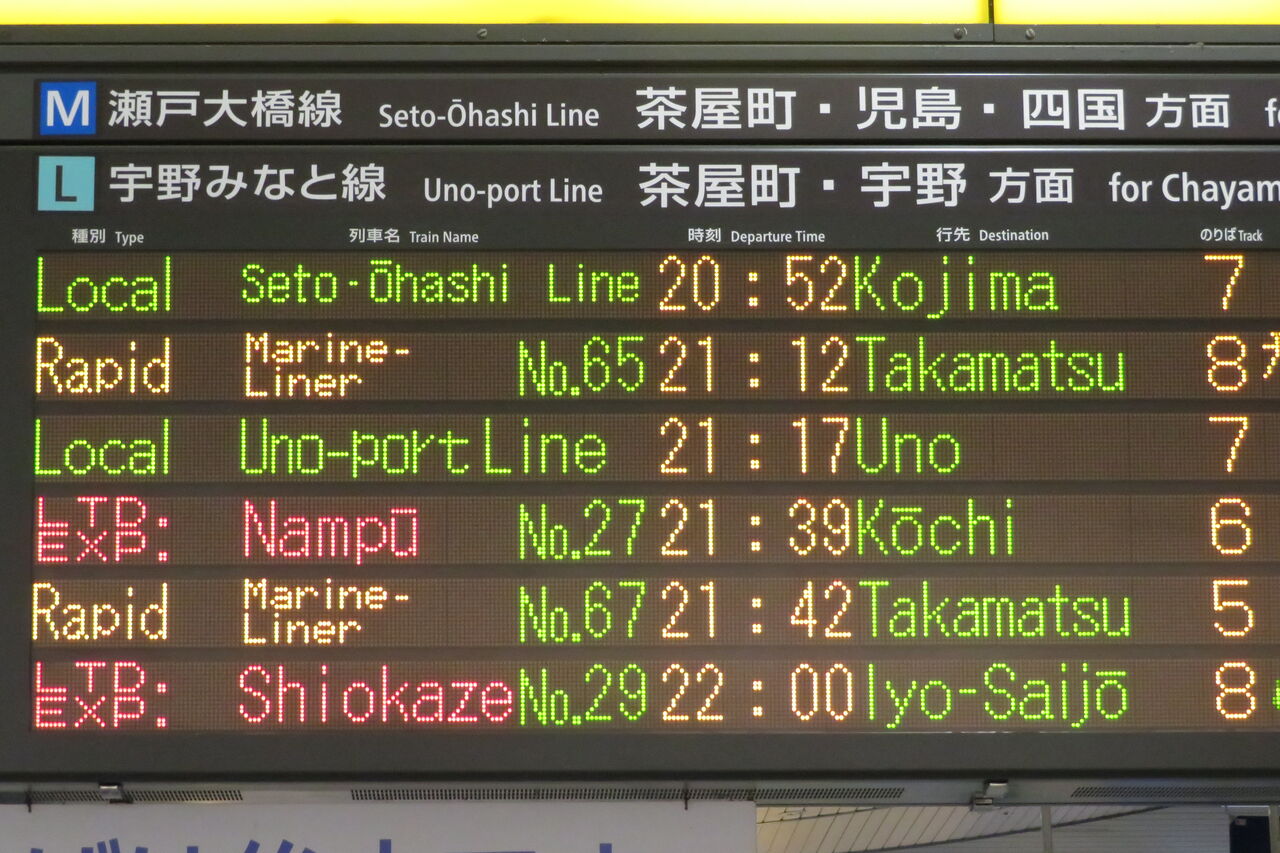 M 瀬戸大橋線 Seto-Ōhashi Line 茶屋町・児島・四国 方面
L 宇野みなと線 Uno-port Line 茶屋町・宇野 方面 for Chayam
種別 Type 列車名 Train Name 時刻 Departure Time 行先 Destination のりば Track
Local Seto-Ōhashi Line 20:52 Kojima 7
Rapid Marine-Liner No.65 21:12 Takamatsu 8
Local Uno-port Line 21:17 Uno 7
LTD EXP. Nampū No.27 21:39 Kōchi 6
Rapid Marine-Liner No.67 21:42 Takamatsu 5
LTD EXP. Shiokaze No.29 22:00 Iyo-Saijō 8